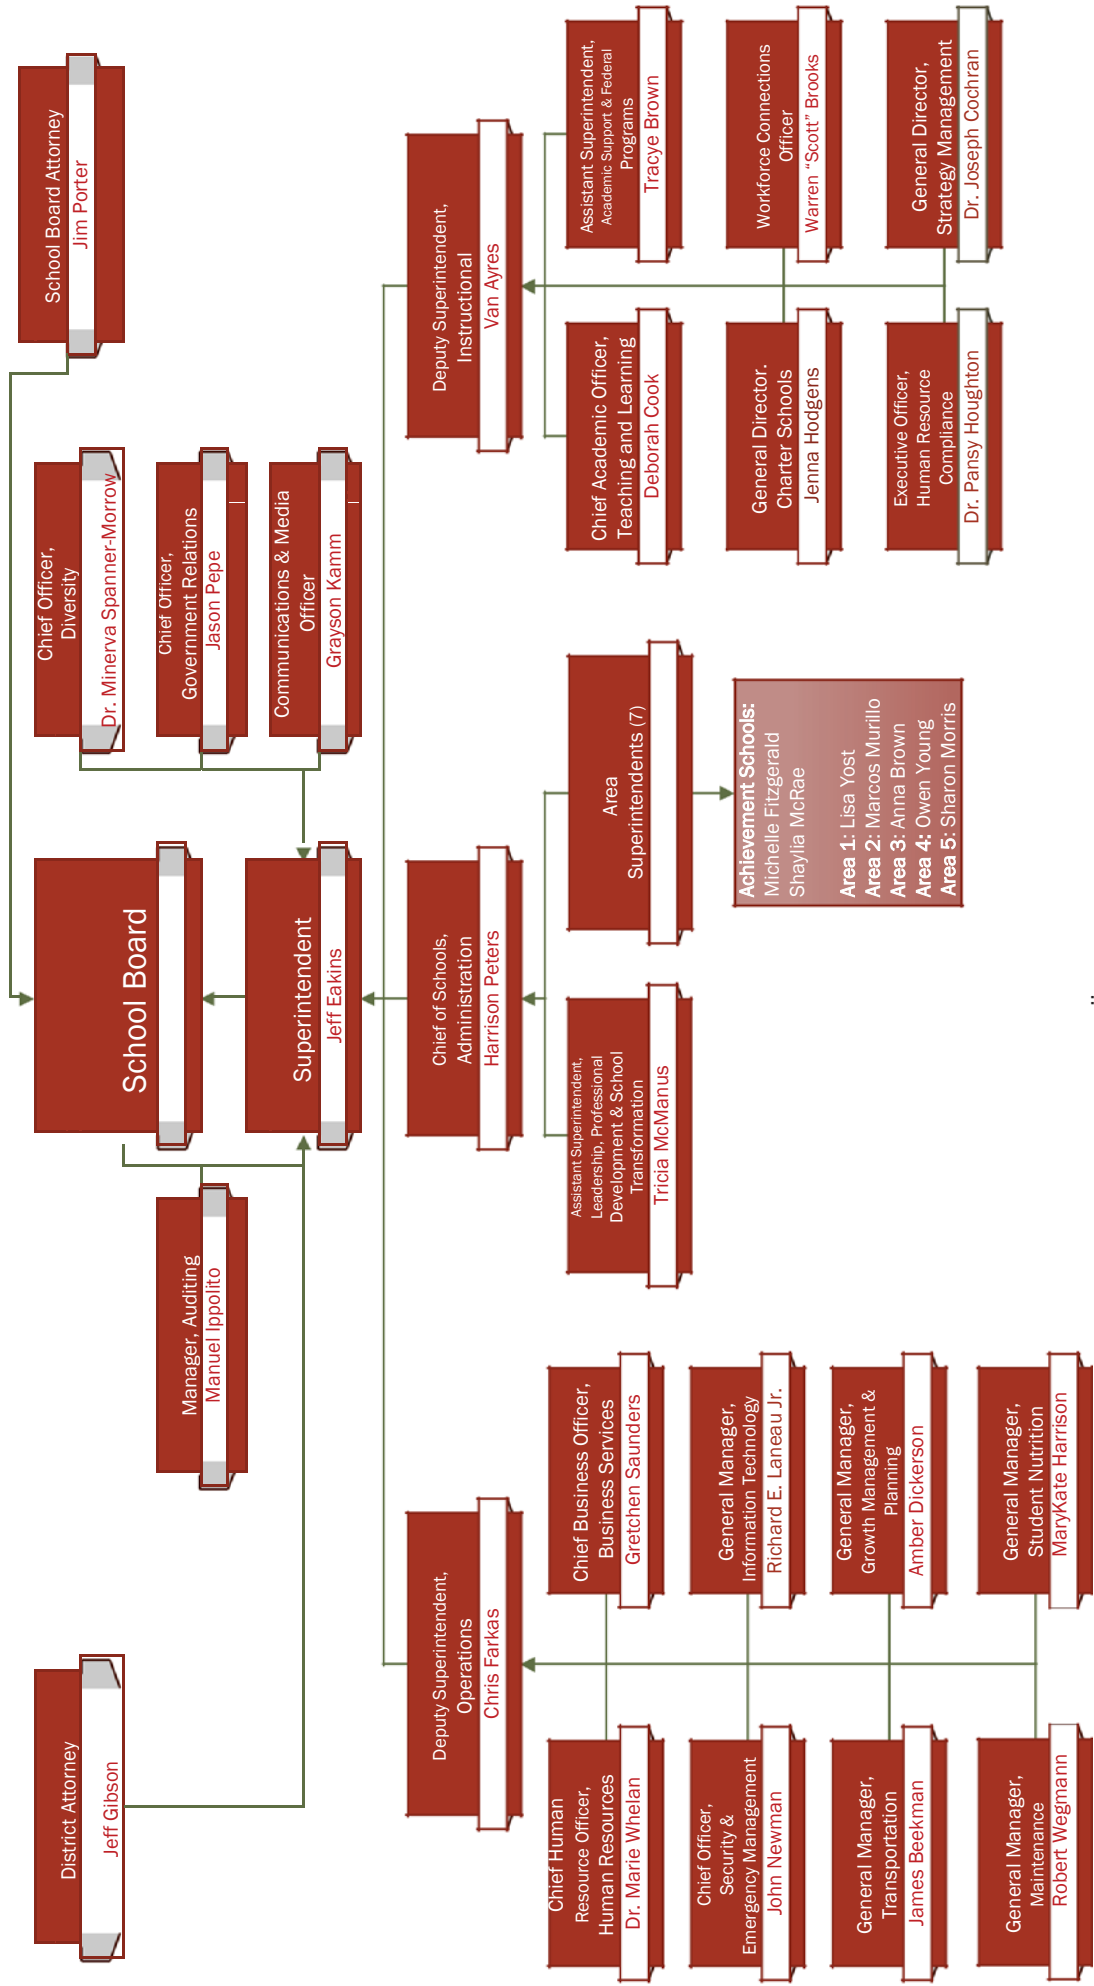 School Board Attorney
Jim Porter
District Attorney
Jeff Gibson
School Board
Chief Officer,
Diversity
Dr. Minerva Spanner-Morrow
Manager, Auditing
Manuel Ippolito
Chief Officer,
Government Relations
Jason Pepe
Superintendent
Jeff Eakins
Communications & Media
Officer
Grayson Kamm
Deputy Superintendent,
Operations
Chris Farkas
Chief of Schools,
Administration
Harrison Peters
Deputy Superintendent,
Instructional
Van Ayres
Chief Human
Resource Officer,
Human Resources
Dr. Marie Whelan
Chief Business Officer,
Business Services
Gretchen Saunders
Chief Officer,
Security &
Emergency Management
John Newman
General Manager,
Information Technology
Richard E. Laneau Jr.
General Manager,
Transportation
James Beekman
General Manager,
Growth Management &
Planning
Amber Dickerson
General Manager,
Maintenance
Robert Wegmann
General Manager,
Student Nutrition
MaryKate Harrison
Assistant Superintendent,
Leadership, Professional
Development & School
Transformation
Tricia McManus
Area
Superintendents (7)
Achievement Schools:
Michelle Fitzgerald
Shaylia McRae
Area 1: Lisa Yost
Area 2: Marcos Murillo
Area 3: Anna Brown
Area 4: Owen Young
Area 5: Sharon Morris
Chief Academic Officer,
Teaching and Learning
Deborah Cook
Assistant Superintendent,
Academic Support & Federal
Programs
Tracye Brown
General Director.
Charter Schools
Jenna Hodgens
Workforce Connections
Officer
Warren “Scott” Brooks
Executive Officer,
Human Resource
Compliance
Dr. Pansy Houghton
General Director,
Strategy Management
Dr. Joseph Cochran